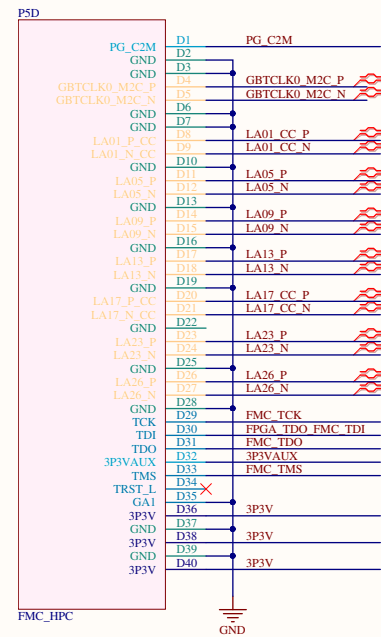 P5D
PG_C2M D1 PG_C2M
GND D2
GND D3
GBTCLK0_M2C_P D4 GBTCLK0_M2C_P
GBTCLK0_M2C_N D5 GBTCLK0_M2C_N
GND D6
GND D7
LA01_P_CC D8 LA01_CC_P
LA01_N_CC D9 LA01_CC_N
GND D10
LA05_P D11 LA05_P
LA05_N D12 LA05_N
GND D13
LA09_P D14 LA09_P
LA09_N D15 LA09_N
GND D16
LA13_P D17 LA13_P
LA13_N D18 LA13_N
GND D19
LA17_P_CC D20 LA17_CC_P
LA17_N_CC D21 LA17_CC_N
GND D22
LA23_P D23 LA23_P
LA23_N D24 LA23_N
GND D25
LA26_P D26 LA26_P
LA26_N D27 LA26_N
GND D28
TCK D29 FMC_TCK
TDI D30 FPGA_TDO_FMC_TDI
TDO D31 FMC_TDO
3P3VAUX D32 3P3VAUX
TMS D33 FMC_TMS
TRST_L D34
GA1 D35
3P3V D36 3P3V
GND D37
3P3V D38 3P3V
GND D39
3P3V D40 3P3V
FMC_HPC
GND